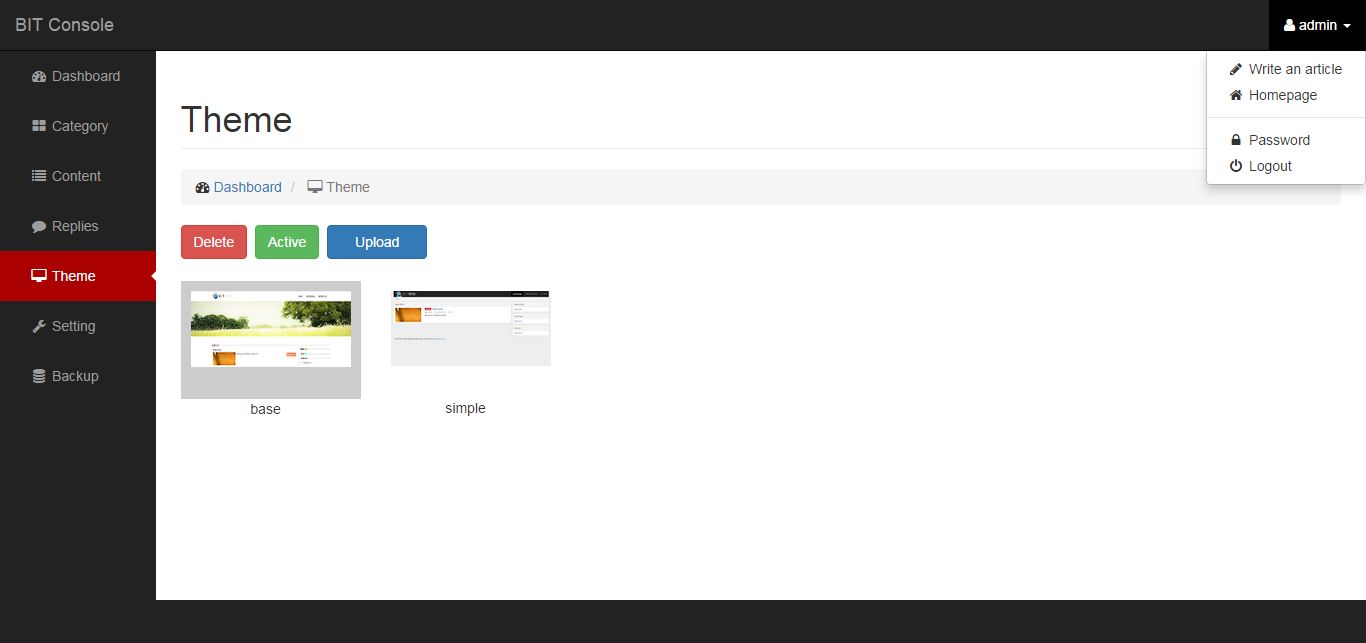 BIT Console
admin
Write an article
Homepage
Password
Logout
Dashboard
Category
Content
Replies
Theme
Setting
Backup
Theme
Dashboard / Theme
Delete Active Upload
base
simple